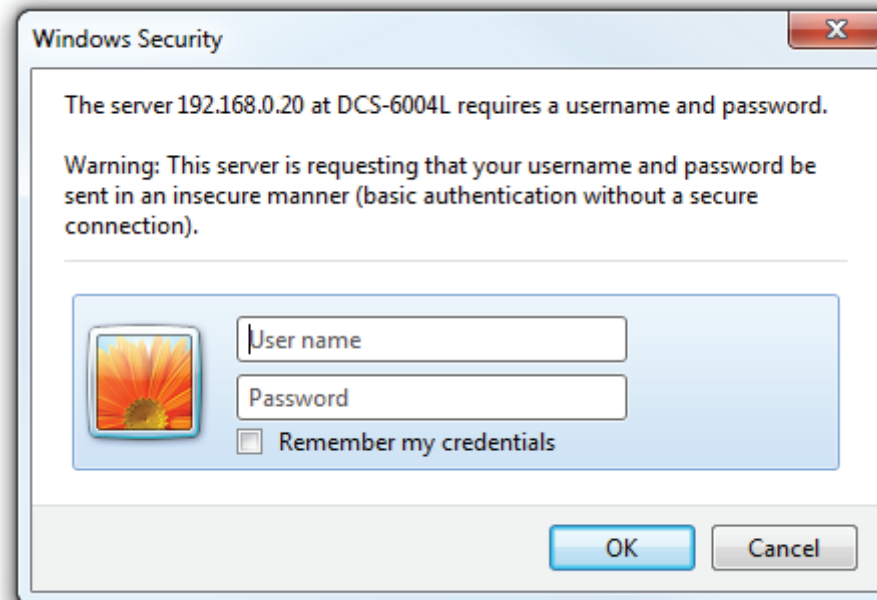 Windows Security
The server 192.168.0.20 at DCS-6004L requires a username and password.
Warning: This server is requesting that your username and password be
sent in an insecure manner (basic authentication without a secure
connection).
User name
Password
Remember my credentials
OK
Cancel